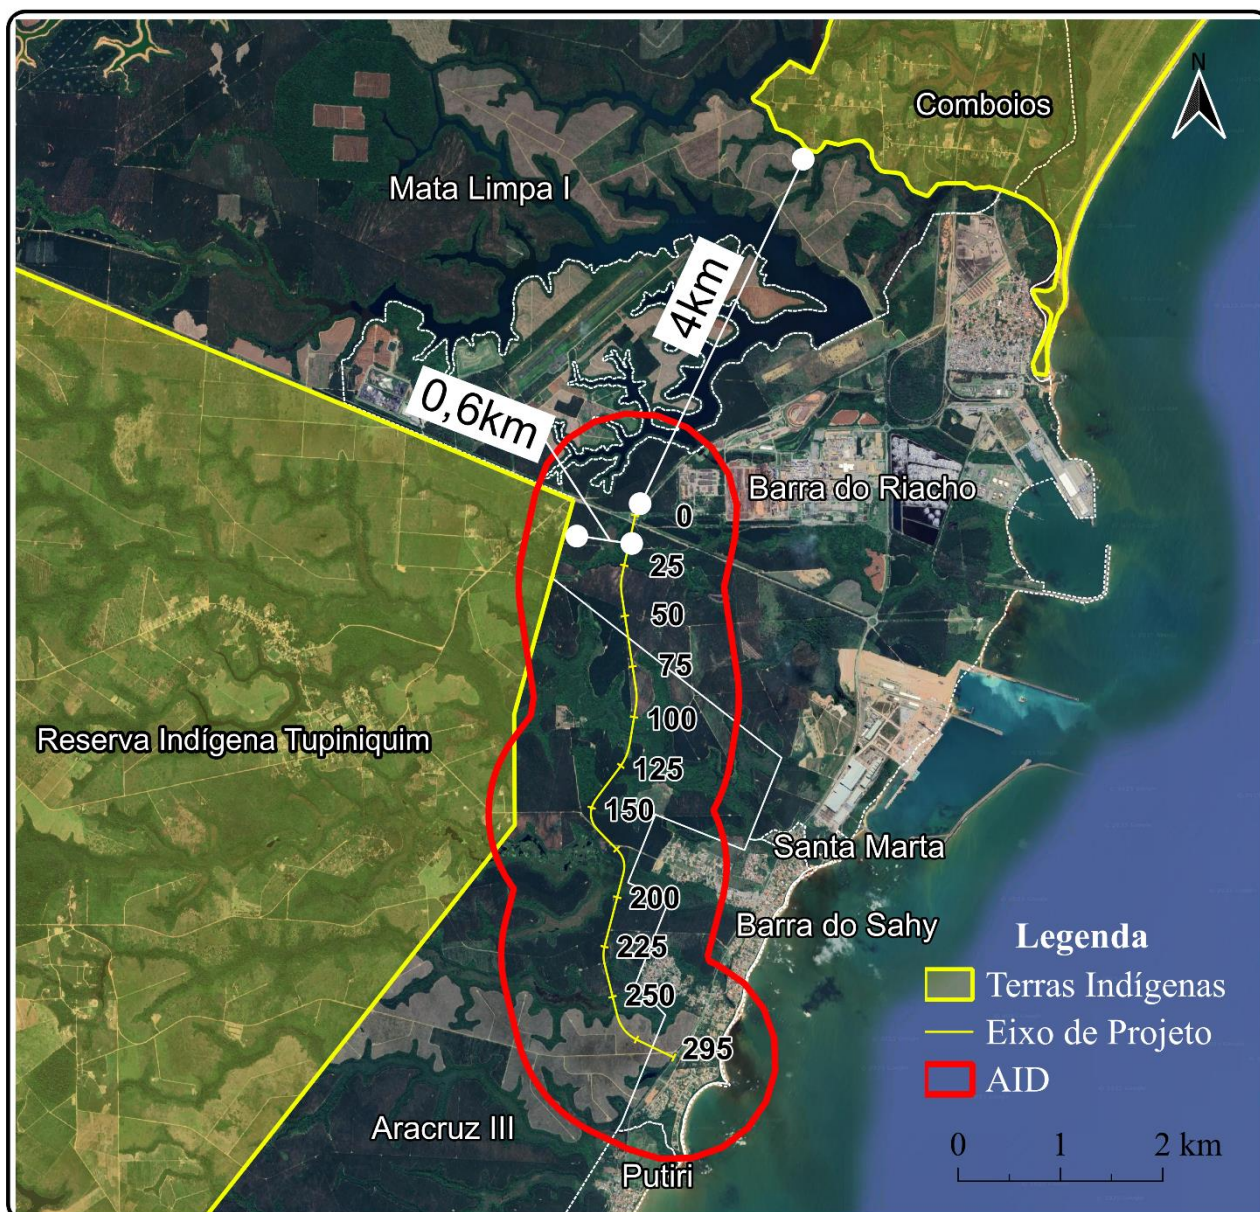 N
Comboios
Mata Limpa I
4km
0,6km
Barra do Riacho
0
25
50
75
100
Reserva Indígena Tupiniquim
125
150
Santa Marta
200
Barra do Sahy
225
250
295
Legenda
Terras Indígenas
Eixo de Projeto
AID
Aracruz III
Putiri
0 1 2 km